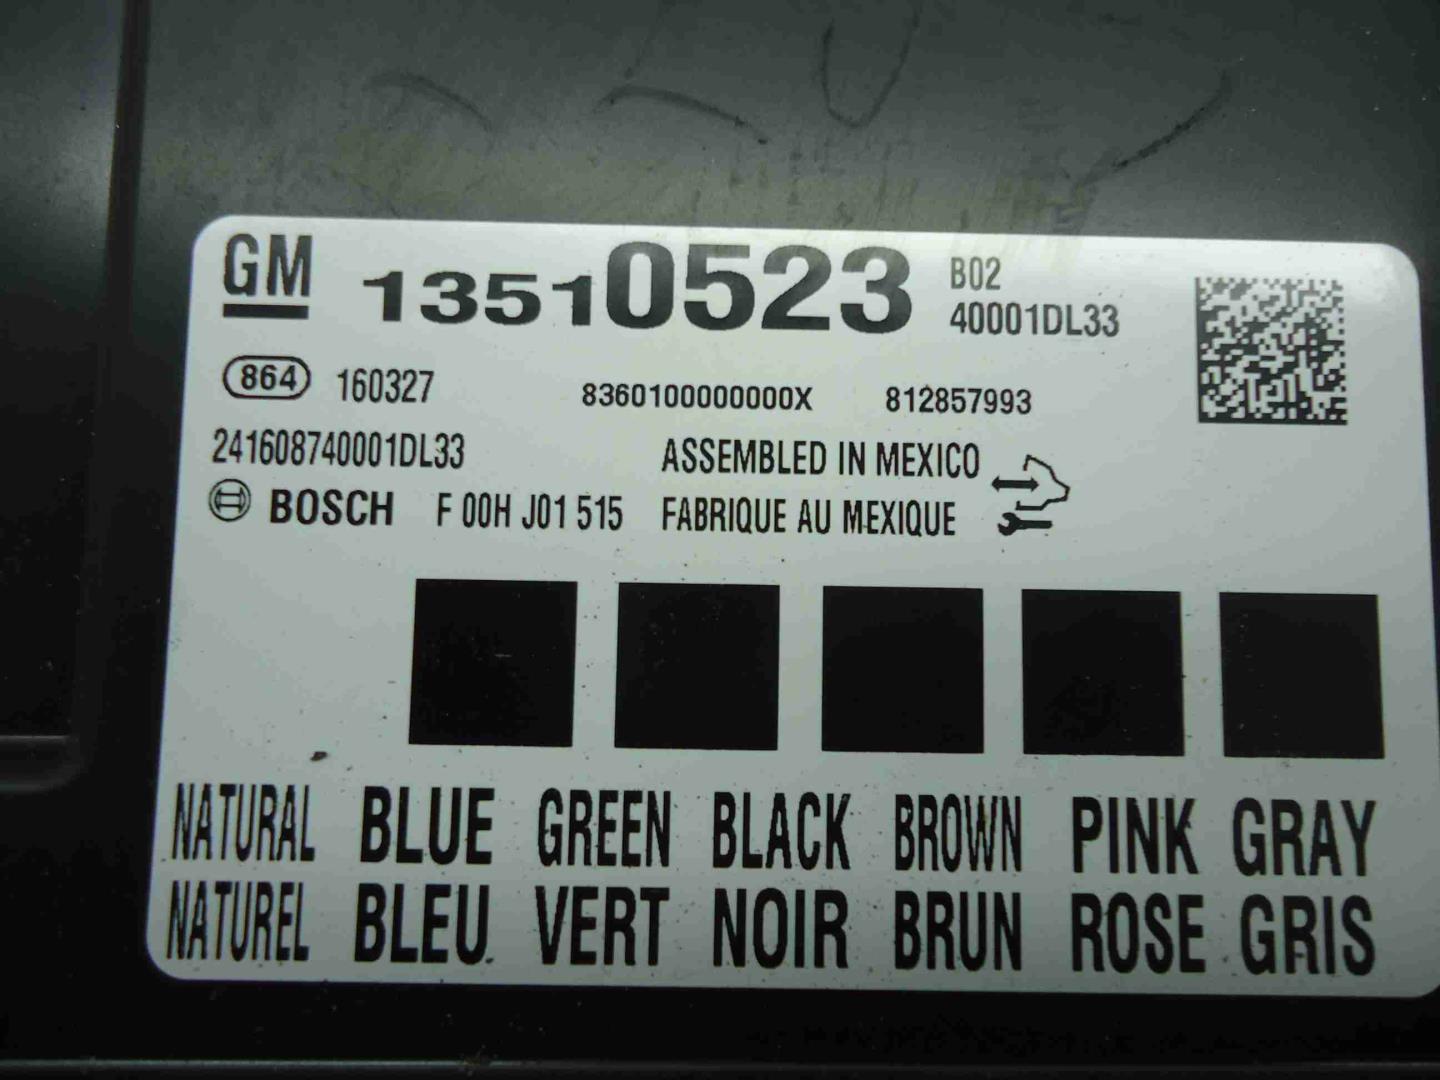 GM 13510523 B02
40001DL33
864 160327 8360100000000X 812857993
241608740001DL33 ASSEMBLED IN MEXICO
BOSCH F 00H J01 515 FABRIQUE AU MEXIQUE
NATURAL BLUE GREEN BLACK BROWN PINK GRAY
NATUREL BLEU VERT NOIR BRUN ROSE GRIS